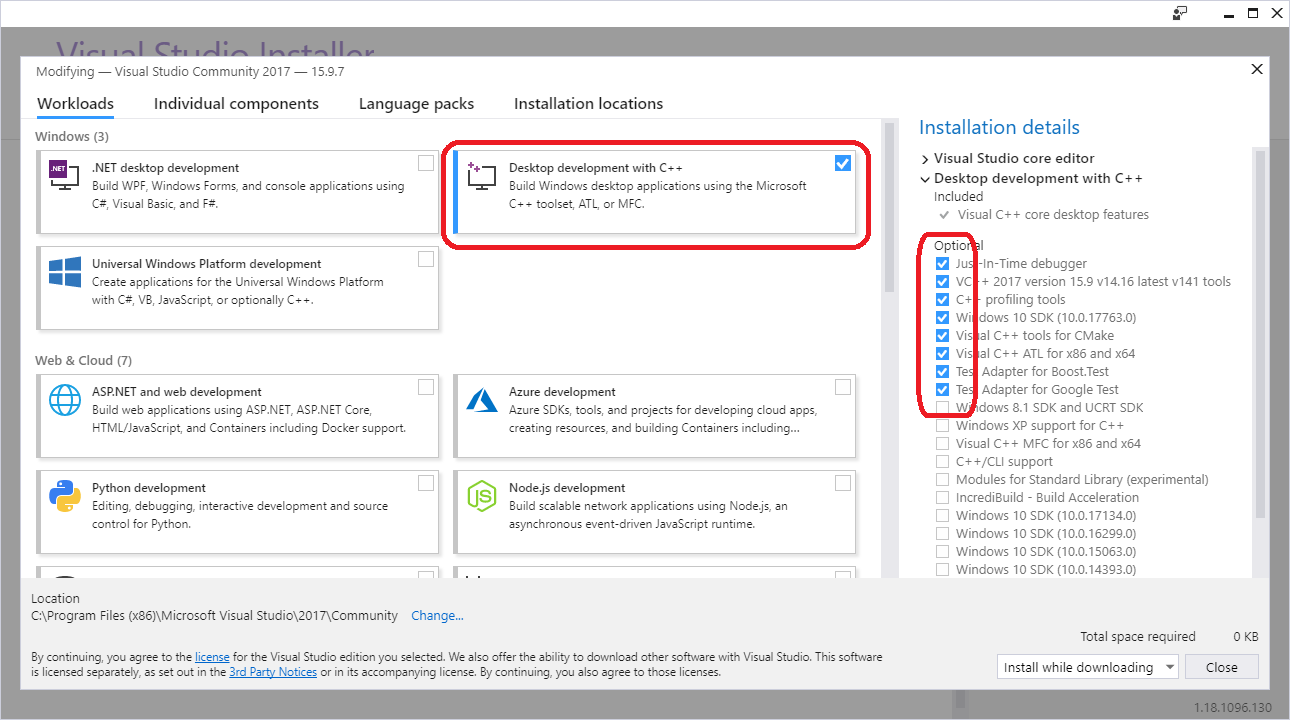 Visual Studio Installer
Modifying — Visual Studio Community 2017 — 15.9.7
Workloads
Individual components
Language packs
Installation locations
Windows (3)
.NET
.NET desktop development
Build WPF, Windows Forms, and console applications using
C#, Visual Basic, and F#.
Desktop development with C++
Build Windows desktop applications using the Microsoft
C++ toolset, ATL, or MFC.
Universal Windows Platform development
Create applications for the Universal Windows Platform
with C#, VB, JavaScript, or optionally C++.
Web & Cloud (7)
ASP.NET and web development
Build web applications using ASP.NET, ASP.NET Core,
HTML/JavaScript, and Containers including Docker support.
Azure development
Azure SDKs, tools, and projects for developing cloud apps,
creating resources, and building Containers including...
Python development
Editing, debugging, interactive development and source
control for Python.
JS
Node.js development
Build scalable network applications using Node.js, an
asynchronous event-driven JavaScript runtime.
Installation details
Visual Studio core editor
Desktop development with C++
Included
Visual C++ core desktop features
Optional
Just-In-Time debugger
VC++ 2017 version 15.9 v14.16 latest v141 tools
C++ profiling tools
Windows 10 SDK (10.0.17763.0)
Visual C++ tools for CMake
Visual C++ ATL for x86 and x64
Test Adapter for Boost.Test
Test Adapter for Google Test
Windows 8.1 SDK and UCRT SDK
Windows XP support for C++
Visual C++ MFC for x86 and x64
C++/CLI support
Modules for Standard Library (experimental)
IncrediBuild - Build Acceleration
Windows 10 SDK (10.0.17134.0)
Windows 10 SDK (10.0.16299.0)
Windows 10 SDK (10.0.15063.0)
Windows 10 SDK (10.0.14393.0)
Location
C:\Program Files (x86)\Microsoft Visual Studio\2017\Community Change...
By continuing, you agree to the license for the Visual Studio edition you selected. We also offer the ability to download other software with Visual Studio. This software
is licensed separately, as set out in the 3rd Party Notices or in its accompanying license. By continuing, you also agree to those licenses.
Total space required 0 KB
Install while downloading
Close
1.18.1096.130